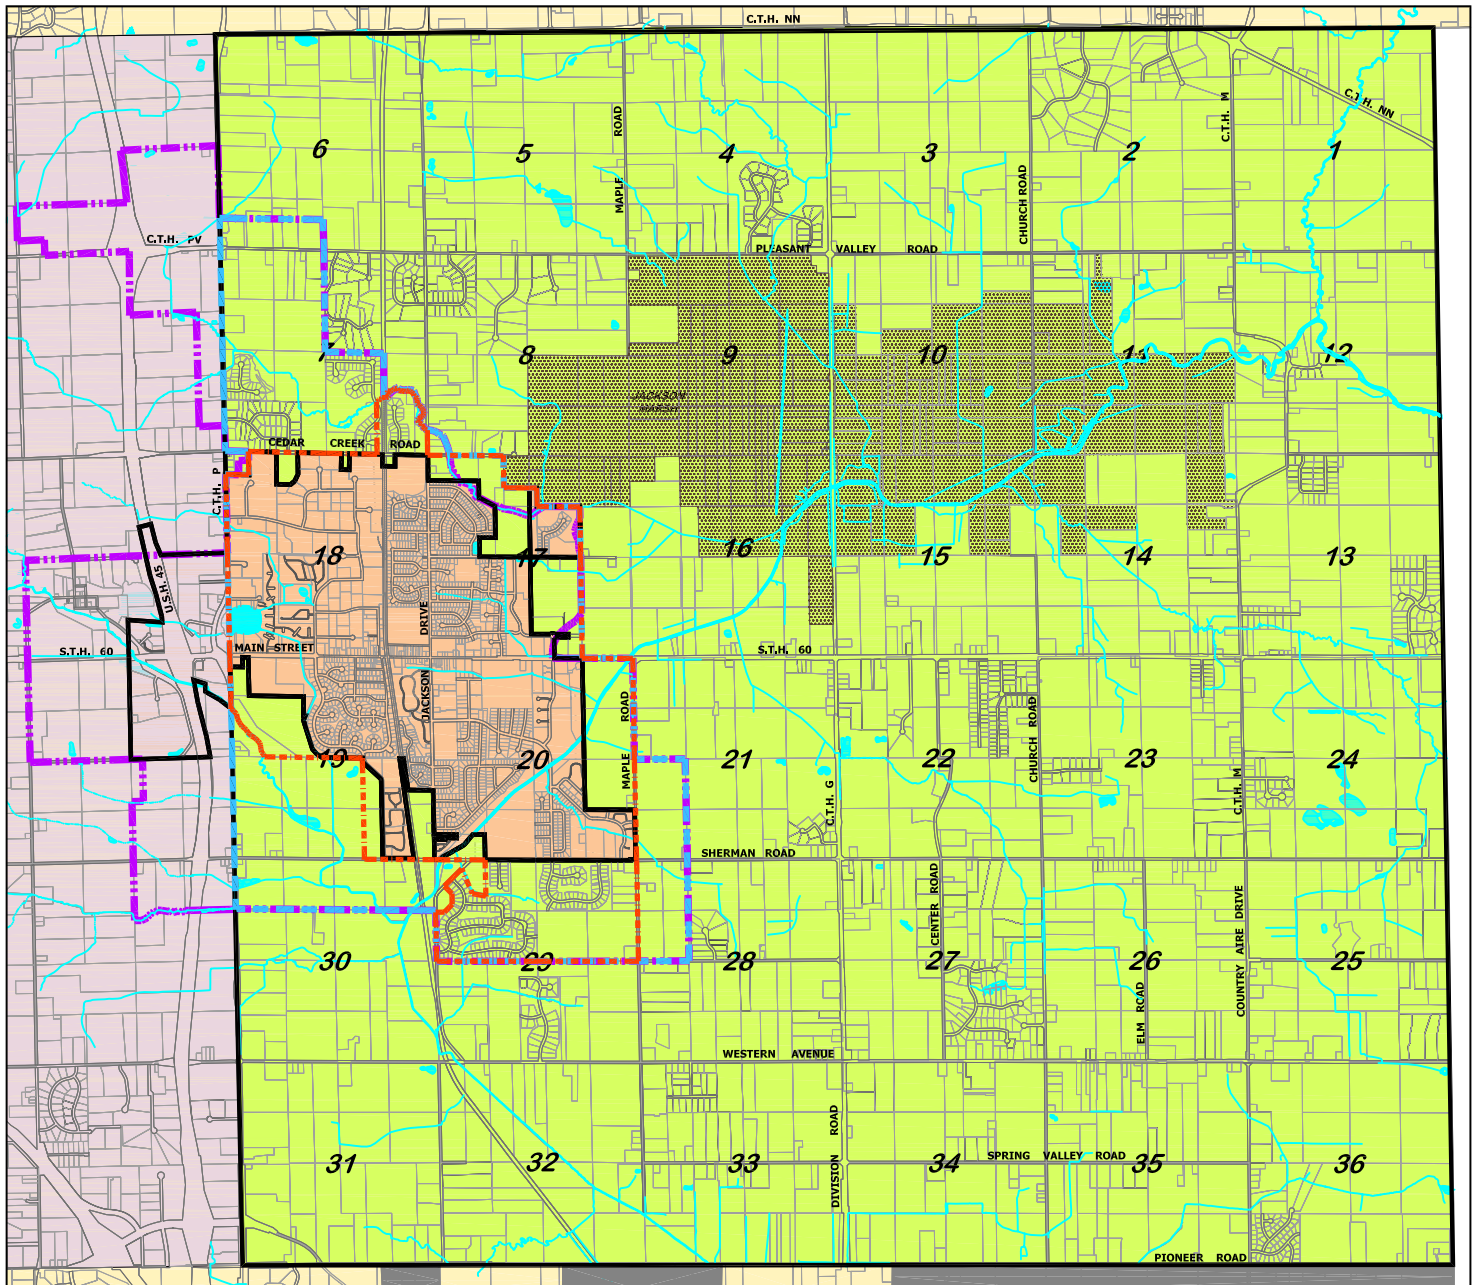 C.T.H. NN
C.T.H. NN
C.T.H. M
MAPLE ROAD
CHURCH ROAD
6
5
4
3
2
1
C.T.H. PV
PLEASANT VALLEY ROAD
7
8
9
10
11
12
JACKSON
MARSH
CEDAR CREEK ROAD
C.T.H. P
18
17
16
15
14
13
U.S.H. 45
JACKSON DRIVE
S.T.H. 60
MAIN STREET
S.T.H. 60
MAPLE ROAD
CHURCH ROAD
19
20
21
22
23
24
C.T.H. G
C.T.H. M
SHERMAN ROAD
CENTER ROAD
COUNTRY AIRE DRIVE
30
29
28
27
26
25
ELM ROAD
WESTERN AVENUE
DIVISION ROAD
SPRING VALLEY ROAD
31
32
33
34
35
36
PIONEER ROAD